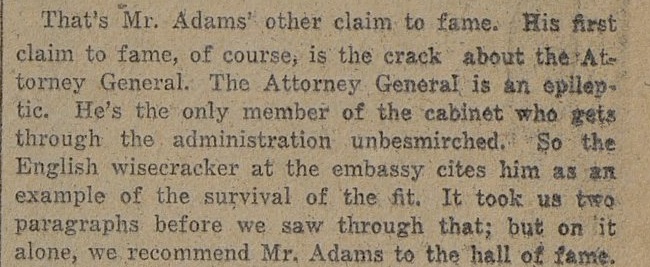 That's Mr. Adams' other claim to fame. His first
claim to fame, of course, is the crack about the At-
torney General. The Attorney General is an epilep-
tic. He's the only member of the cabinet who gets
through the administration unbesmirched. So the
English wisecracker at the embassy cites him as an
example of the survival of the fit. It took us two
paragraphs before we saw through that; but on it
alone, we recommend Mr. Adams to the hall of fame.